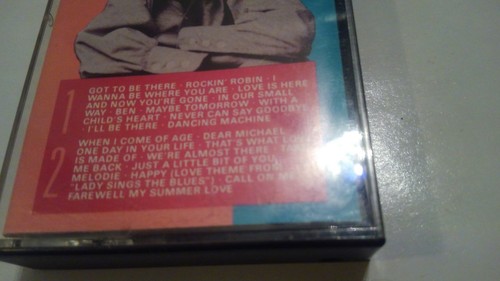 1
GOT TO BE THERE · ROCKIN' ROBIN · I
WANNA BE WHERE YOU ARE · LOVE IS HERE
AND NOW YOU'RE GONE · IN OUR SMALL
WAY · BEN · MAYBE TOMORROW · WITH A
CHILD'S HEART · NEVER CAN SAY GOODBYE
· I'LL BE THERE · DANCING MACHINE
2
WHEN I COME OF AGE · DEAR MICHAEL
ONE DAY IN YOUR LIFE · THAT'S WHAT LOVE
IS MADE OF · WE'RE ALMOST THERE · TAKE
ME BACK · JUST A LITTLE BIT OF YOU
MELODIE · HAPPY (LOVE THEME FROM
"LADY SINGS THE BLUES") · CALL ON ME
FAREWELL MY SUMMER LOVE